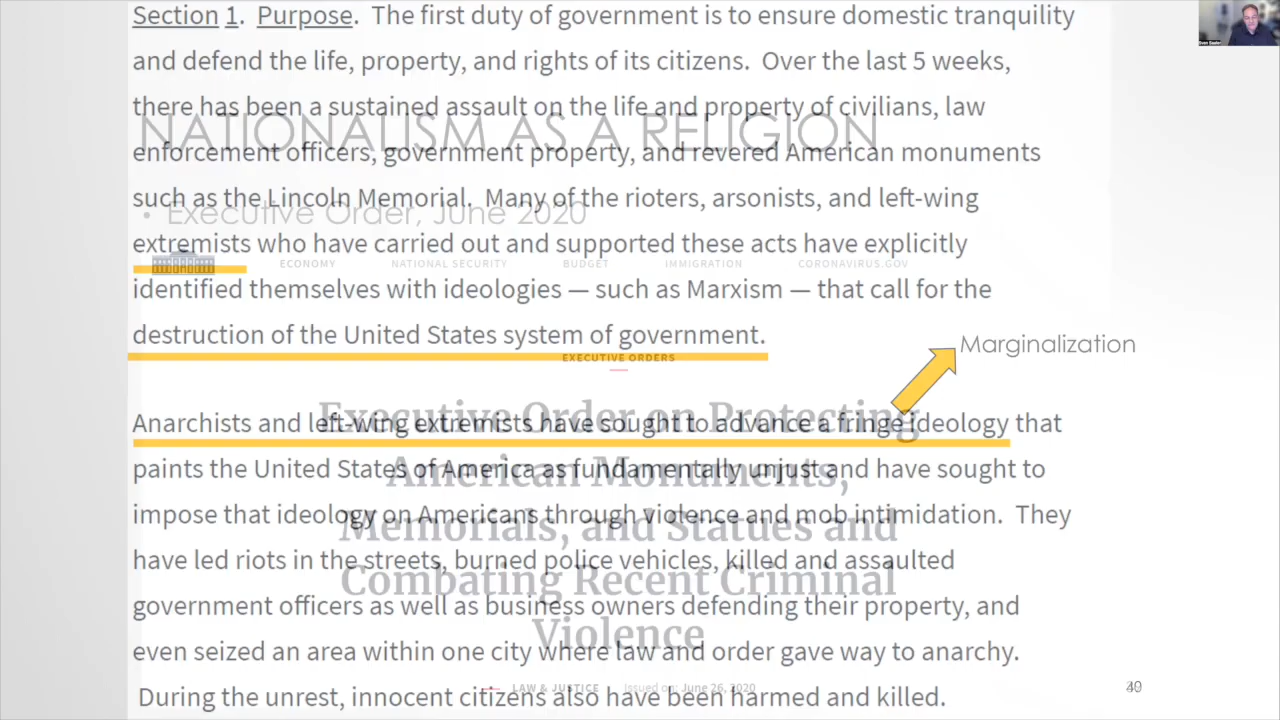 Section 1.  Purpose.  The first duty of government is to ensure domestic tranquility
and defend the life, property, and rights of its citizens.  Over the last 5 weeks,
there has been a sustained assault on the life and property of civilians, law
NATIONALISM AS A RELIGION
enforcement officers, government property, and revered American monuments
such as the Lincoln Memorial.  Many of the rioters, arsonists, and left-wing
• Executive Order, June 2020
extremists who have carried out and supported these acts have explicitly
ECONOMY NATIONAL SECURITY BUDGET IMMIGRATION CORONAVIRUS.GOV
identified themselves with ideologies — such as Marxism — that call for the
destruction of the United States system of government.
Marginalization
EXECUTIVE ORDERS
Executive Order on Protecting
Anarchists and left-wing extremists have sought to advance a fringe ideology that
American Monuments,
paints the United States of America as fundamentally unjust and have sought to
Memorials, and Statues and
impose that ideology on Americans through violence and mob intimidation.  They
have led riots in the streets, burned police vehicles, killed and assaulted
Combating Recent Criminal
government officers as well as business owners defending their property, and
Violence
even seized an area within one city where law and order gave way to anarchy.
LAW & JUSTICE Issued on: June 26, 2020
During the unrest, innocent citizens also have been harmed and killed.